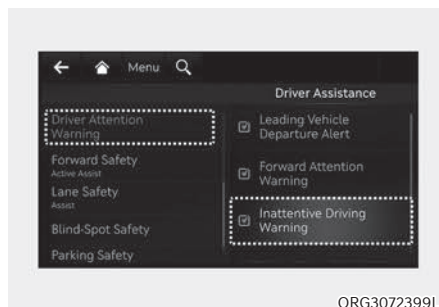 Menu
Driver Assistance
Driver Attention
Warning
Forward Safety
Active Assist
Lane Safety
Assist
Blind-Spot Safety
Parking Safety
Leading Vehicle
Departure Alert
Forward Attention
Warning
Inattentive Driving
Warning
ORG3072399L